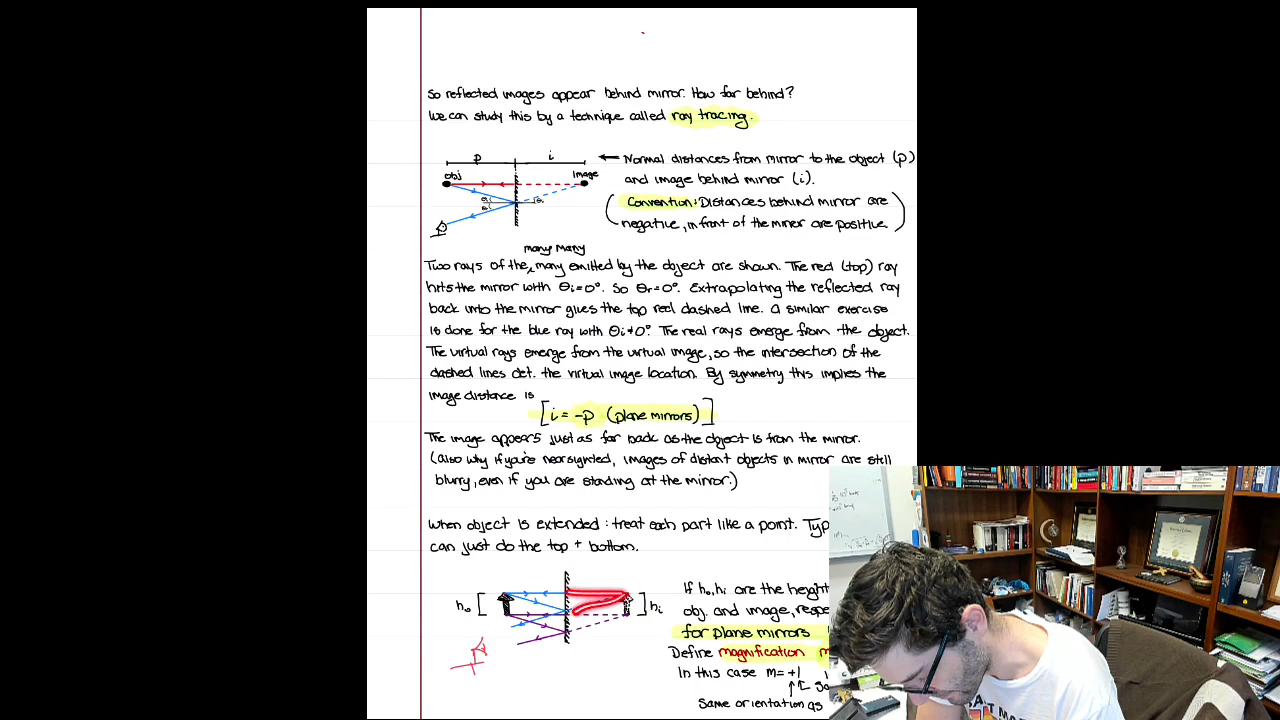 So reflected images appear behind mirror. How far behind?
We can study this by a technique called ray tracing.
p i
Obj Image
← Normal distances from mirror to the object (p)
and image behind mirror (i).
(Convention: Distances behind mirror are
negative, in front of the mirror are positive.)
many many
Two rays of the many emitted by the object are shown. The red (top) ray
hits the mirror with θi=0°. So θr=0°. Extrapolating the reflected ray
back into the mirror gives the top red dashed line. A similar exercise
is done for the blue ray with θi≠0°. The real rays emerge from the object.
The virtual rays emerge from the virtual image, so the intersection of the
dashed lines det. the virtual image location. By symmetry this implies the
image distance is
[i = -p (plane mirrors)]
The image appears just as far back as the object is from the mirror.
(also why if you're nearsighted, images of distant objects in mirror are still
blurry, even if you are standing at the mirror.)
When object is extended: treat each part like a point. Typ
can just do the top + bottom.
ho [ ] hi
If ho, hi are the height
obj. and image, respe
for plane mirrors
Define magnification m
In this case m=+1
Same orientation as